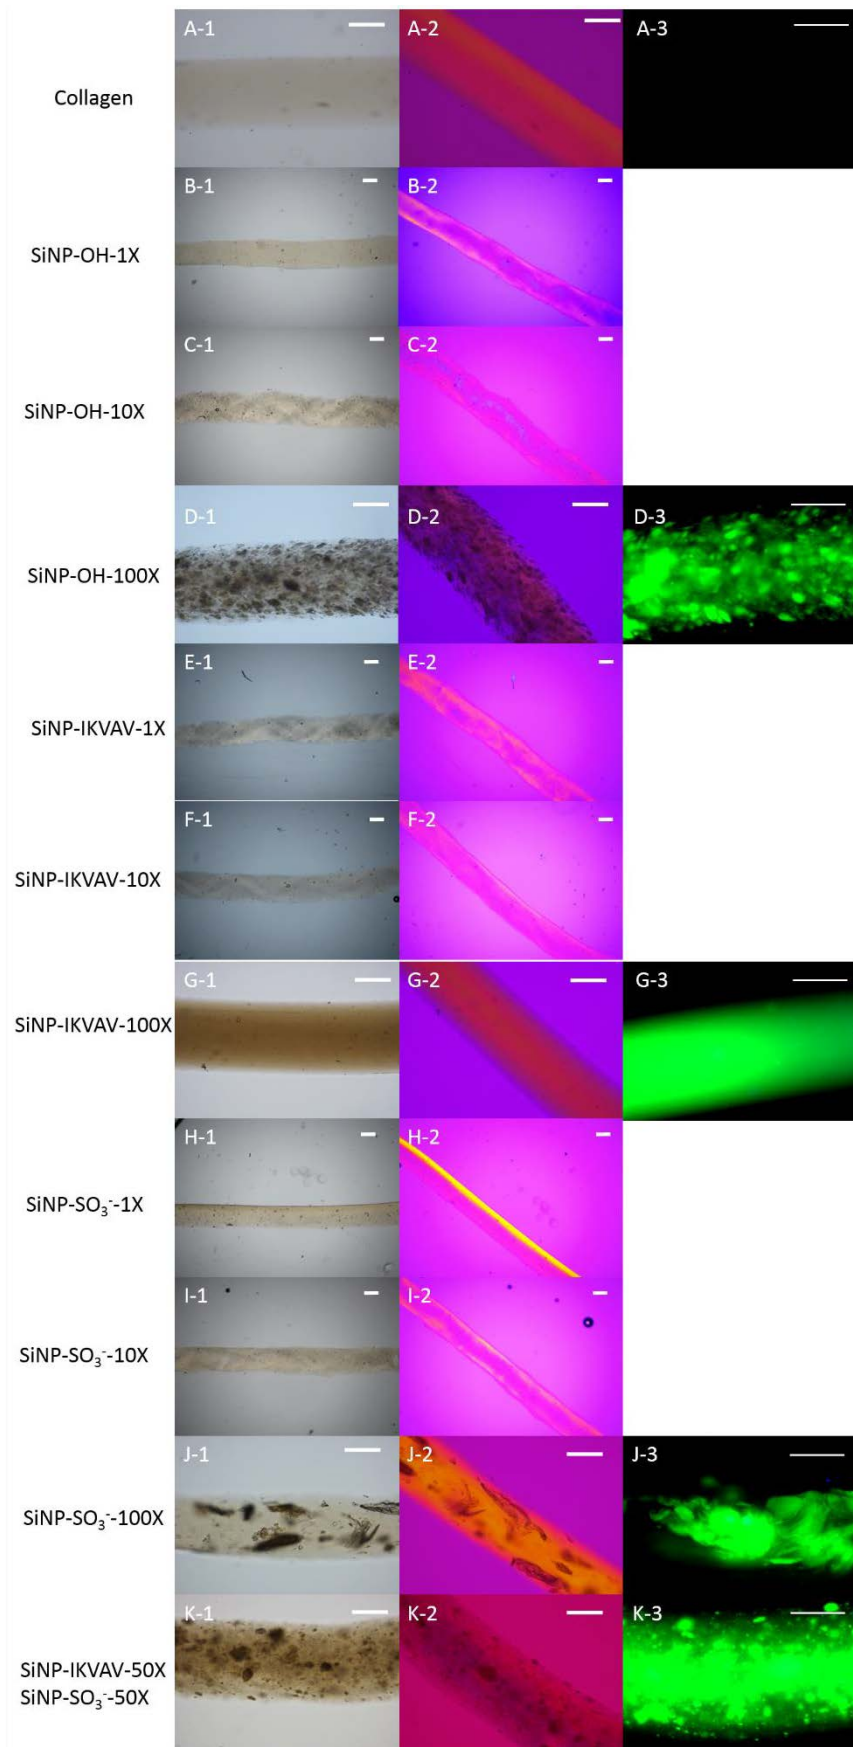 A-1 A-2 A-3
Collagen
B-1 B-2
SiNP-OH-1X
C-1 C-2
SiNP-OH-10X
D-1 D-2 D-3
SiNP-OH-100X
E-1 E-2
SiNP-IKVAV-1X
F-1 F-2
SiNP-IKVAV-10X
G-1 G-2 G-3
SiNP-IKVAV-100X
H-1 H-2
SiNP-SO₃⁻-1X
I-1 I-2
SiNP-SO₃⁻-10X
J-1 J-2 J-3
SiNP-SO₃⁻-100X
K-1 K-2 K-3
SiNP-IKVAV-50X
SiNP-SO₃⁻-50X